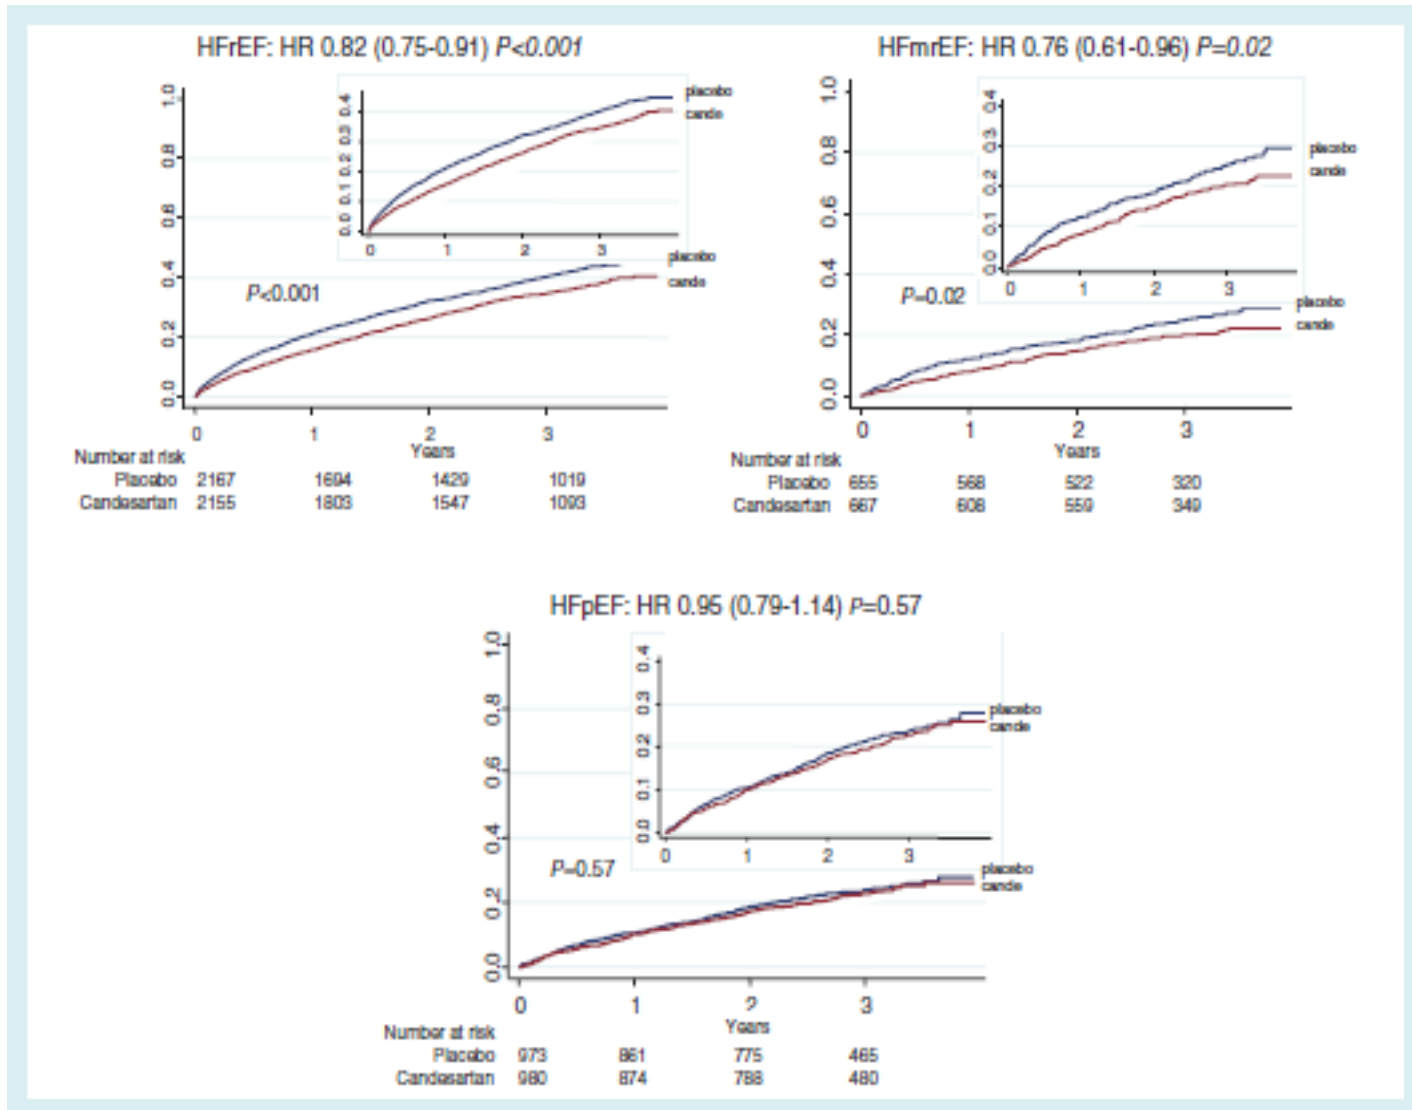 HFrEF: HR 0.82 (0.75-0.91) P<0.001
placebo
cande
0.0 0.1 0.2 0.3 0.4
0 1 2 3
placebo
cande
P<0.001
0.0 0.2 0.4 0.6 0.8 1.0
0 1 2 3
Years
Number at risk
Placebo 2167 1694 1429 1019
Candesartan 2155 1803 1547 1093
HFmrEF: HR 0.76 (0.61-0.96) P=0.02
placebo
cande
0.0 0.1 0.2 0.3 0.4
0 1 2 3
placebo
cande
P=0.02
0.0 0.2 0.4 0.6 0.8 1.0
0 1 2 3
Years
Number at risk
Placebo 655 568 522 320
Candesartan 667 608 559 349
HFpEF: HR 0.95 (0.79-1.14) P=0.57
placebo
cande
0.0 0.1 0.2 0.3 0.4
0 1 2 3
placebo
cande
P=0.57
0.0 0.2 0.4 0.6 0.8 1.0
0 1 2 3
Years
Number at risk
Placebo 973 861 775 465
Candesartan 980 874 788 480